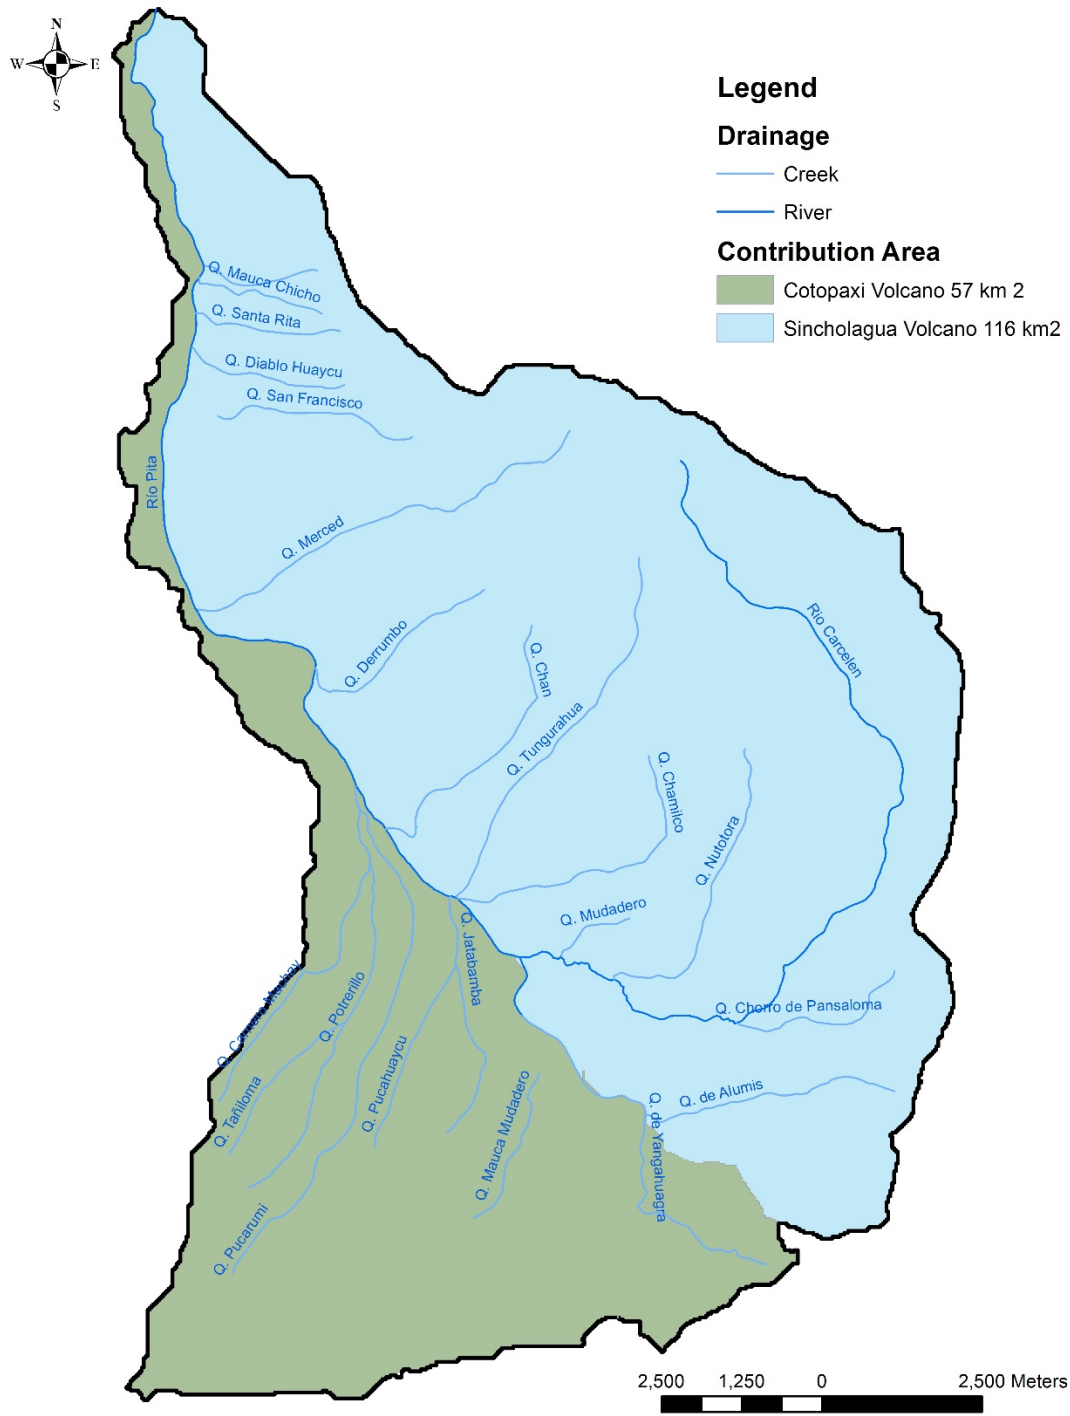 N
W E
S
Legend
Drainage
Creek
River
Contribution Area
Cotopaxi Volcano 57 km 2
Sincholagua Volcano 116 km2
Q. Mauca Chicho
Q. Santa Rita
Q. Diablo Huaycu
Q. San Francisco
Río Pita
Q. Merced
Q. Derrumbo
Q. Chan
Q. Tungurahua
Río Carcelen
Q. Chamilco
Q. Nutotora
Q. Mudadero
Q. Jatabamba
Q. Carnero Machay
Q. Potrerillo
Q. Chorro de Pansaloma
Q. Tañiloma
Q. Pucahuaycu
Q. Mauca Mudadero
Q. de Alumis
Q. de Yangahuagra
Q. Pucarumi
2,500 1,250 0 2,500 Meters